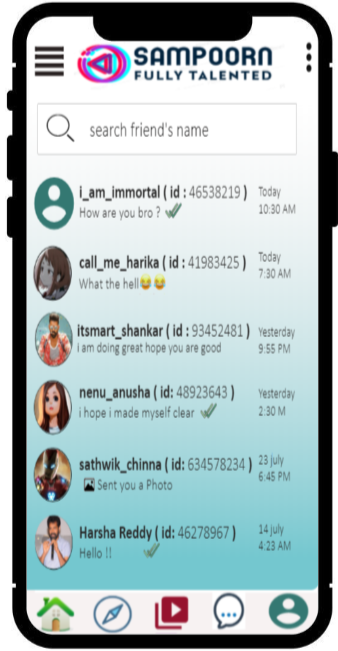 SAMPOORN
FULLY TALENTED
search friend's name
i_am_immortal ( id : 46538219 ) Today
How are you bro ? 10:30 AM
call_me_harika ( id : 41983425 ) Today
What the hell😂😂 7:30 AM
itsmart_shankar ( id : 93452481 ) Yesterday
i am doing great hope you are good 9:55 PM
nenu_anusha ( id: 48923643 ) Yesterday
i hope i made myself clear 2:30 M
sathwik_chinna ( id: 634578234 ) 23 july
Sent you a Photo 6:45 PM
Harsha Reddy ( id: 46278967 ) 14 july
Hello !! 4:23 AM